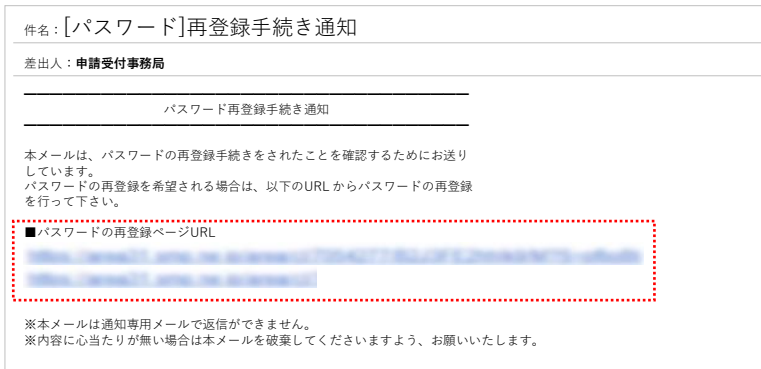 件名：[パスワード]再登録手続き通知
差出人：申請受付事務局
パスワード再登録手続き通知
本メールは、パスワードの再登録手続きをされたことを確認するためにお送り
しています。
パスワードの再登録を希望される場合は、以下のURL からパスワードの再登録
を行って下さい。
■パスワードの再登録ページURL
※本メールは通知専用メールで返信ができません。
※内容に心当たりが無い場合は本メールを破棄してくださいますよう、お願いいたします。